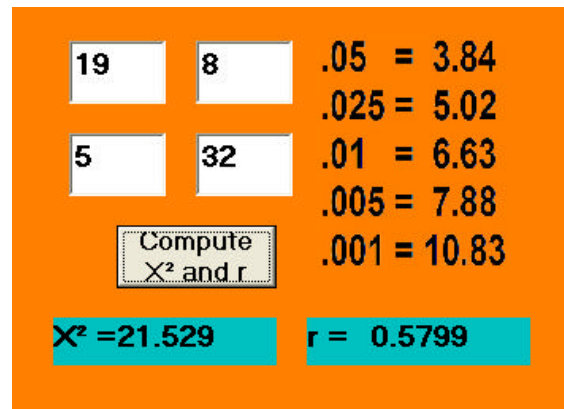 19 8
5 32
.05 = 3.84
.025 = 5.02
.01 = 6.63
.005 = 7.88
.001 = 10.83
Compute
X² and r
X² =21.529
r = 0.5799